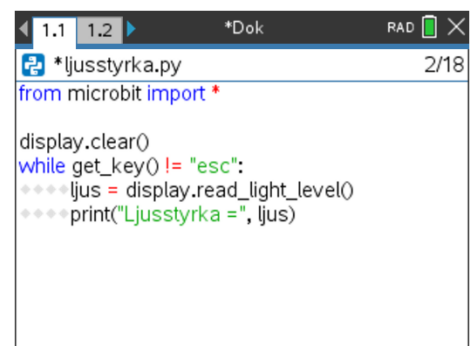 1.1 1.2 *Dok RAD
*ljusstyrka.py 2/18
from microbit import *
display.clear()
while get_key() != "esc":
ljus = display.read_light_level()
print("Ljusstyrka =", ljus)